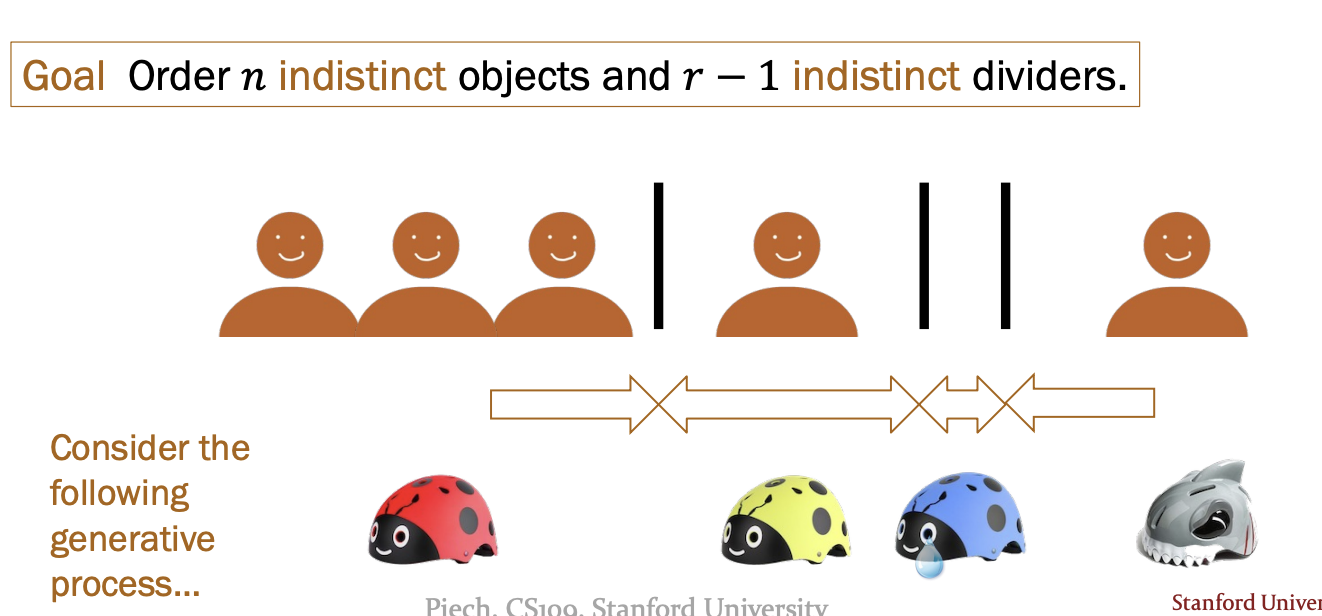 Goal Order n indistinct objects and r − 1 indistinct dividers.
Consider the
following
generative
process...
Piech, CS109, Stanford University
Stanford Univer